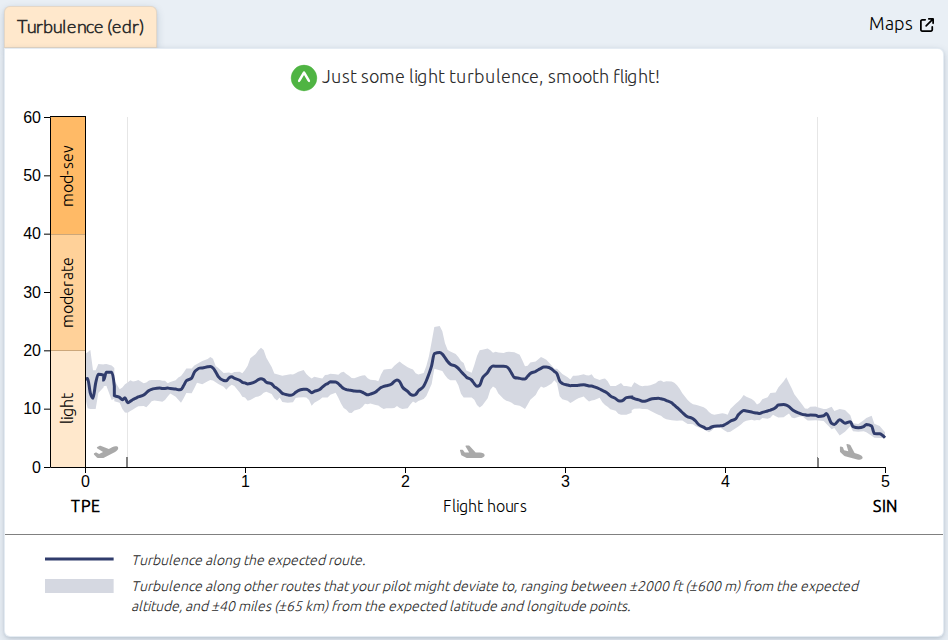 Turbulence (edr)
Maps
Just some light turbulence, smooth flight!
60
50
40
30
20
10
0
mod-sev
moderate
light
0
1
2
3
4
5
TPE
Flight hours
SIN
Turbulence along the expected route.
Turbulence along other routes that your pilot might deviate to, ranging between ±2000 ft (±600 m) from the expected
altitude, and ±40 miles (±65 km) from the expected latitude and longitude points.